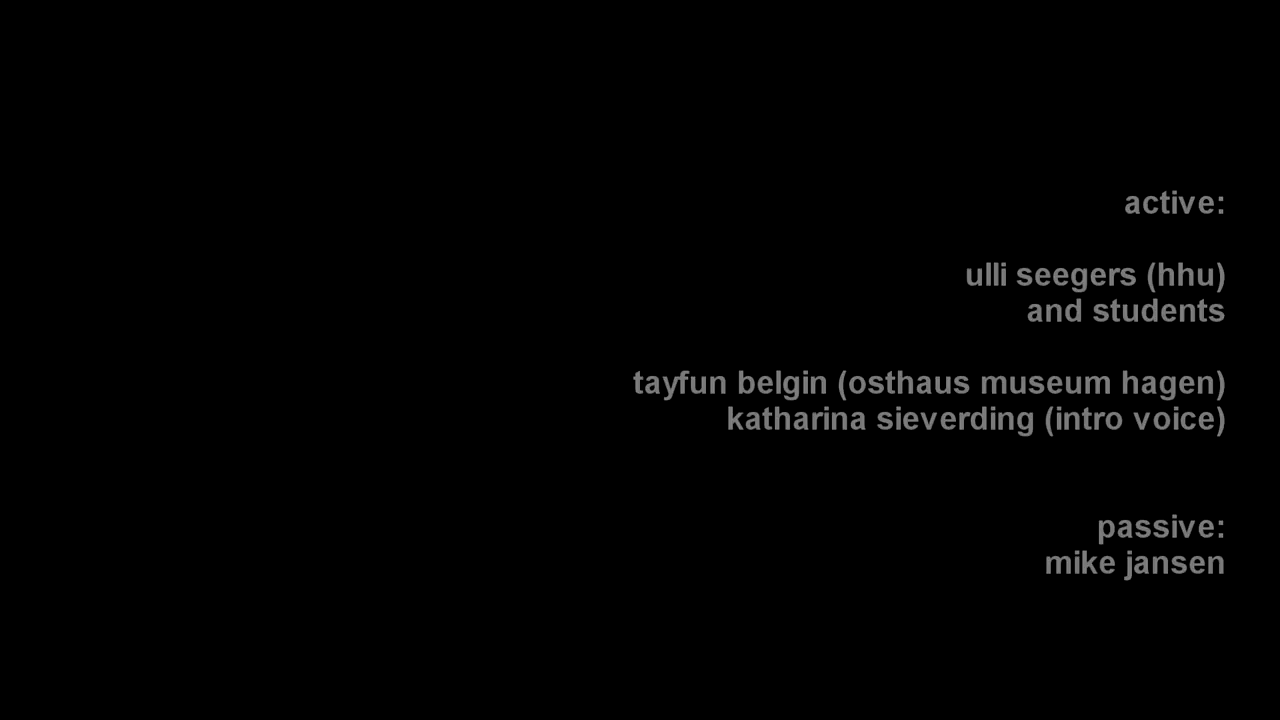 active:
ulli seegers (hhu)
and students
tayfun belgin (osthaus museum hagen)
katharina sieverding (intro voice)
passive:
mike jansen